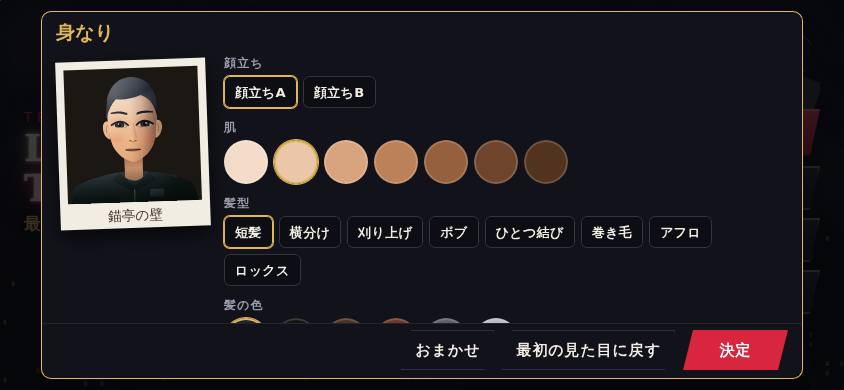 身なり
顔立ち
顔立ちA 顔立ちB
肌
髪型
短髪 横分け 刈り上げ ボブ ひとつ結び 巻き毛 アフロ
ロックス
髪の色
錨亭の壁
おまかせ 最初の見た目に戻す 決定